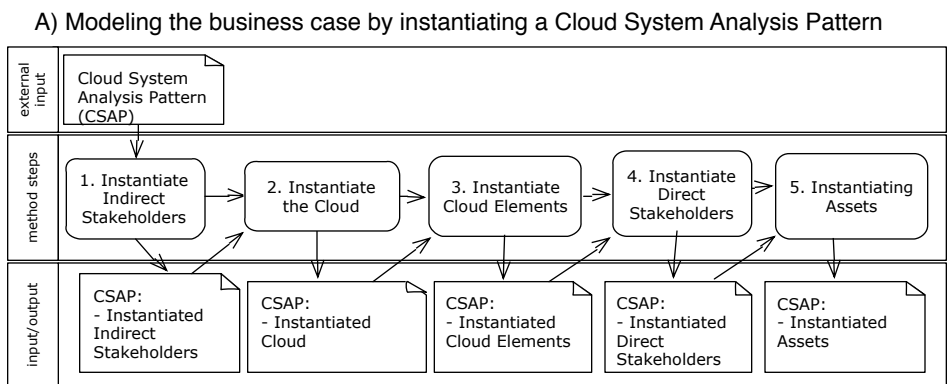 A) Modeling the business case by instantiating a Cloud System Analysis Pattern
external
input
Cloud System
Analysis Pattern
(CSAP)
method steps
1. Instantiate
Indirect
Stakeholders
2. Instantiate
the Cloud
3. Instantiate
Cloud Elements
4. Instantiate
Direct
Stakeholders
5. Instantiating
Assets
input/output
CSAP:
- Instantiated
Indirect
Stakeholders
CSAP:
- Instantiated
Cloud
CSAP:
- Instantiated
Cloud Elements
CSAP:
- Instantiated
Direct
Stakeholders
CSAP:
- Instantiated
Assets